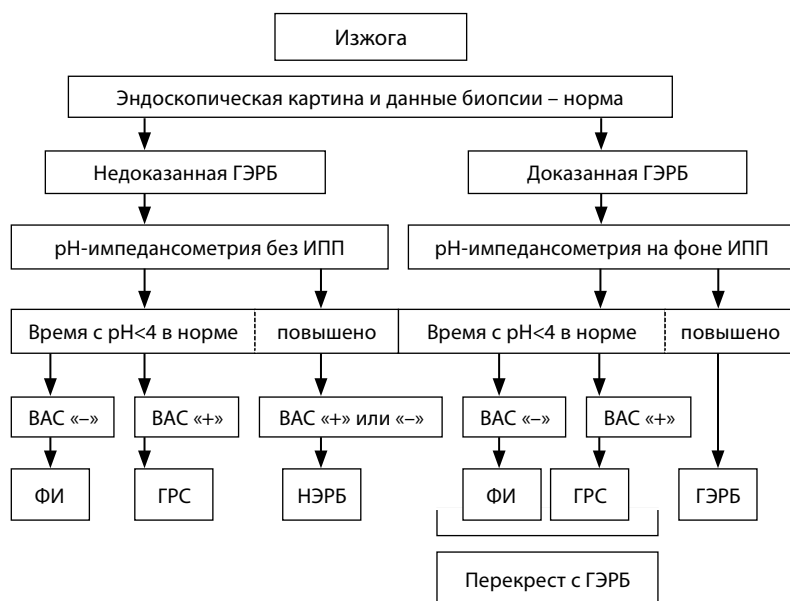 Изжога
Эндоскопическая картина и данные биопсии – норма
Недоказанная ГЭРБ
Доказанная ГЭРБ
pH-импедансометрия без ИПП
pH-импедансометрия на фоне ИПП
Время с pH<4 в норме
повышено
Время с pH<4 в норме
повышено
ВАС «–»
ВАС «+»
ВАС «+» или «–»
ВАС «–»
ВАС «+»
ФИ
ГРС
НЭРБ
ФИ
ГРС
ГЭРБ
Перекрест с ГЭРБ